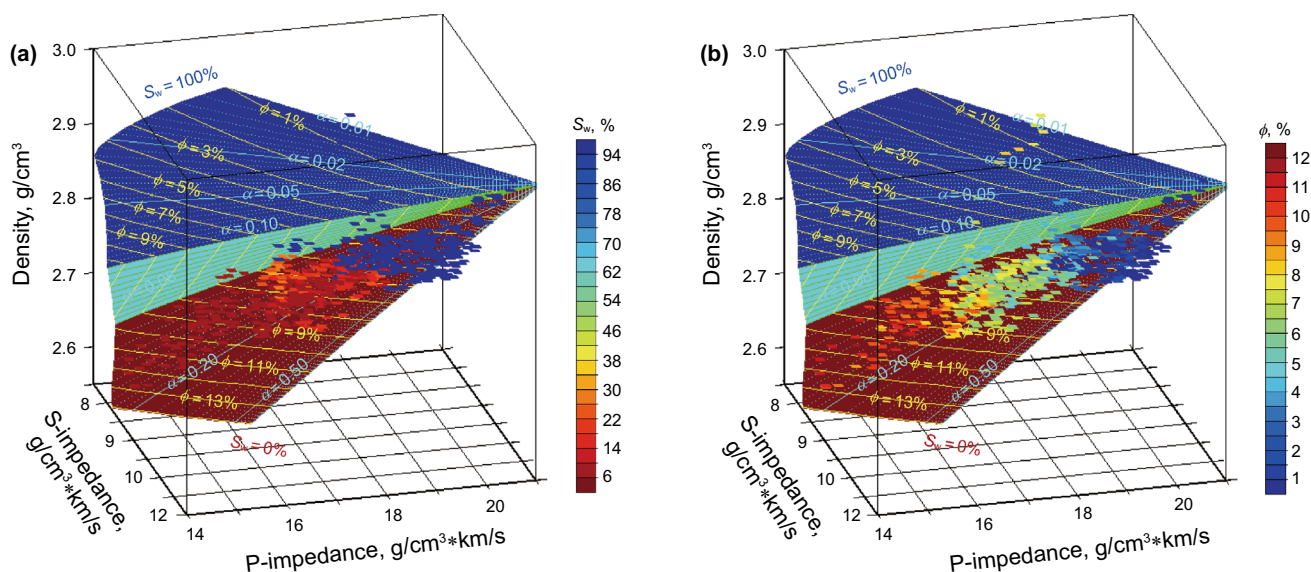 (a)
3.0
2.9
2.8
2.7
2.6
Density, g/cm³
S_w = 100%
ϕ = 1%
ϕ = 3%
ϕ = 5%
ϕ = 7%
ϕ = 9%
α = 0.01
α = 0.02
α = 0.05
α = 0.10
ϕ = 9%
ϕ = 11%
ϕ = 13%
α = 0.20
α = 0.50
S_w = 0%
8
9
10
12
S-impedance,
g/cm³*km/s
14
16
18
20
P-impedance, g/cm³*km/s
S_w, %
94
86
78
70
62
54
46
38
30
22
14
6
(b)
3.0
2.9
2.8
2.7
2.6
Density, g/cm³
S_w = 100%
ϕ = 1%
ϕ = 3%
ϕ = 5%
ϕ = 7%
ϕ = 9%
α = 0.01
α = 0.02
α = 0.05
α = 0.10
9%
ϕ = 11%
ϕ = 13%
α = 0.20
α = 0.50
S_w = 0%
8
9
10
12
S-impedance,
g/cm³*km/s
14
16
18
20
P-impedance, g/cm³*km/s
ϕ, %
12
11
10
9
8
7
6
5
4
3
2
1